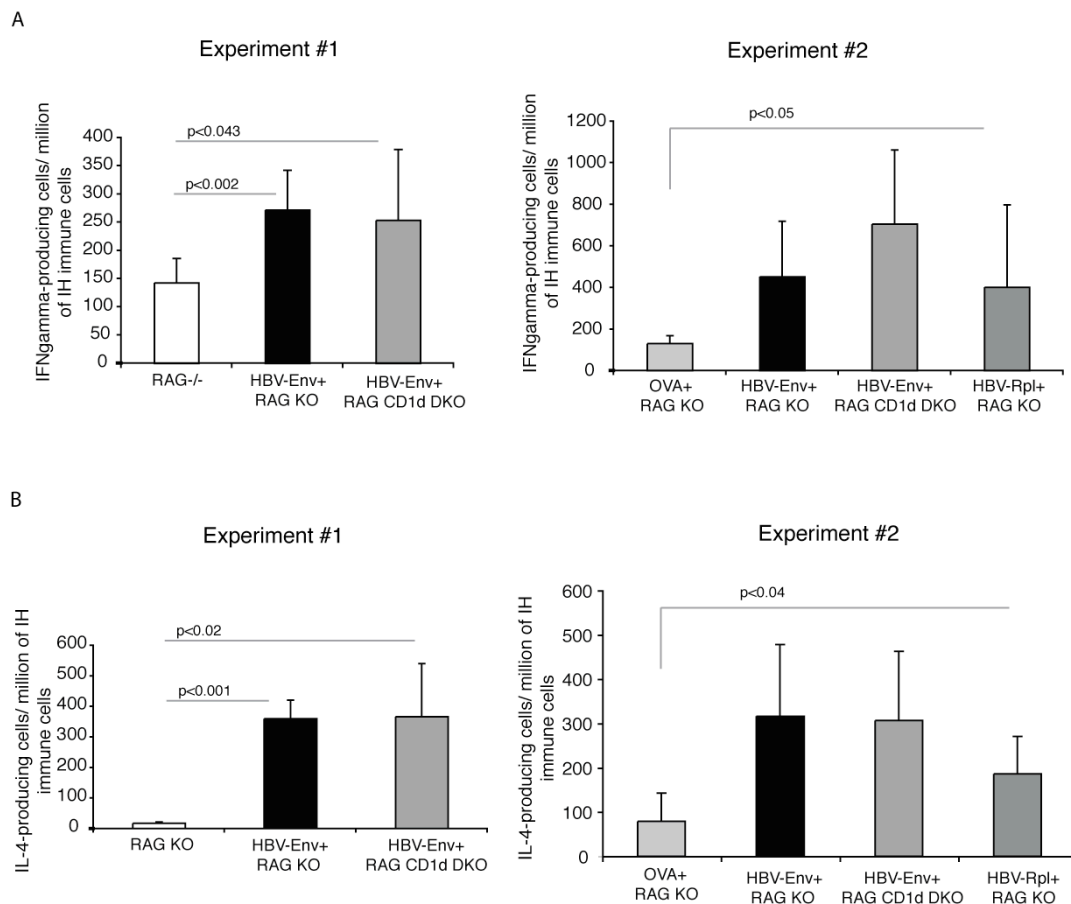 A
Experiment #1
IFNgamma-producing cells/ million
of IH immune cells
400
350
300
250
200
150
100
50
0
p<0.043
p<0.002
RAG-/-
HBV-Env+
RAG KO
HBV-Env+
RAG CD1d DKO
Experiment #2
IFNgamma-producing cells/ million
of IH immune cells
1200
1000
800
600
400
200
0
p<0.05
OVA+
RAG KO
HBV-Env+
RAG KO
HBV-Env+
RAG CD1d DKO
HBV-Rpl+
RAG KO
B
Experiment #1
IL-4-producing cells/ million of IH
immune cells
600
500
400
300
200
100
0
p<0.02
p<0.001
RAG KO
HBV-Env+
RAG KO
HBV-Env+
RAG CD1d DKO
Experiment #2
IL-4-producing cells/ million of IH
immune cells
600
500
400
300
200
100
0
p<0.04
OVA+
RAG KO
HBV-Env+
RAG KO
HBV-Env+
RAG CD1d DKO
HBV-Rpl+
RAG KO